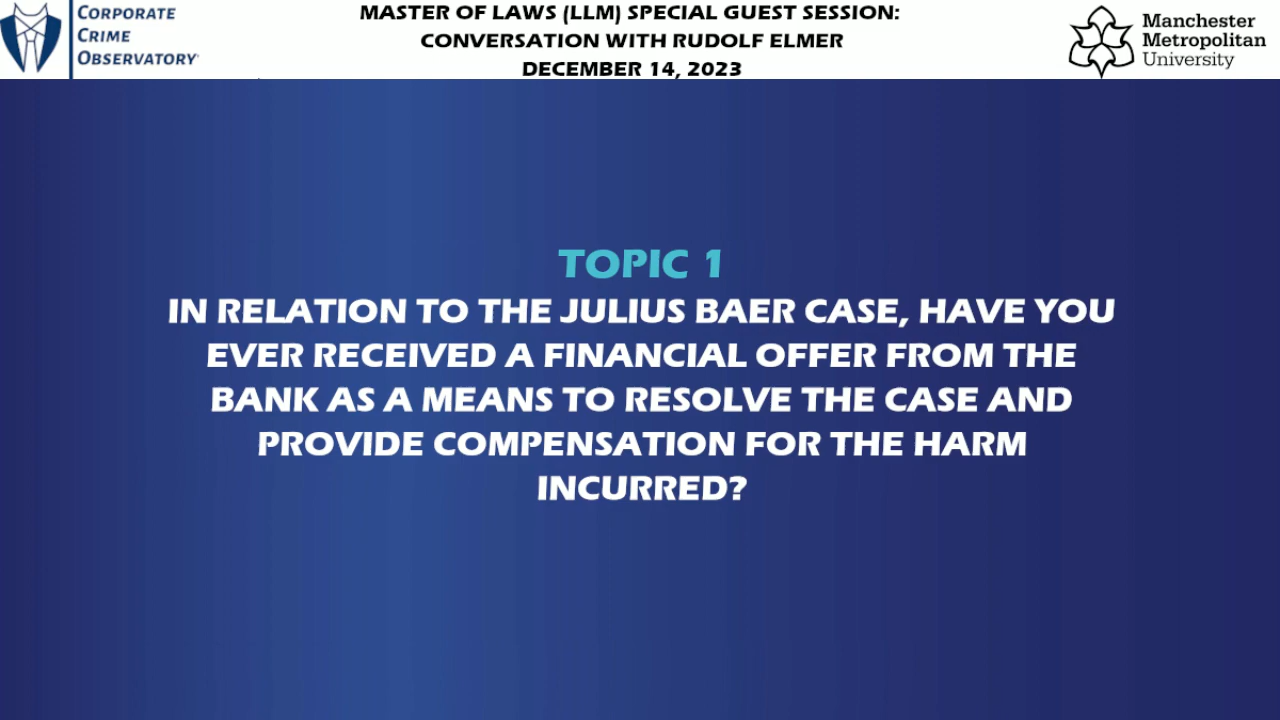 CORPORATE
CRIME
OBSERVATORY
MASTER OF LAWS (LLM) SPECIAL GUEST SESSION:
CONVERSATION WITH RUDOLF ELMER
DECEMBER 14, 2023
Manchester
Metropolitan
University
TOPIC 1
IN RELATION TO THE JULIUS BAER CASE, HAVE YOU
EVER RECEIVED A FINANCIAL OFFER FROM THE
BANK AS A MEANS TO RESOLVE THE CASE AND
PROVIDE COMPENSATION FOR THE HARM
INCURRED?